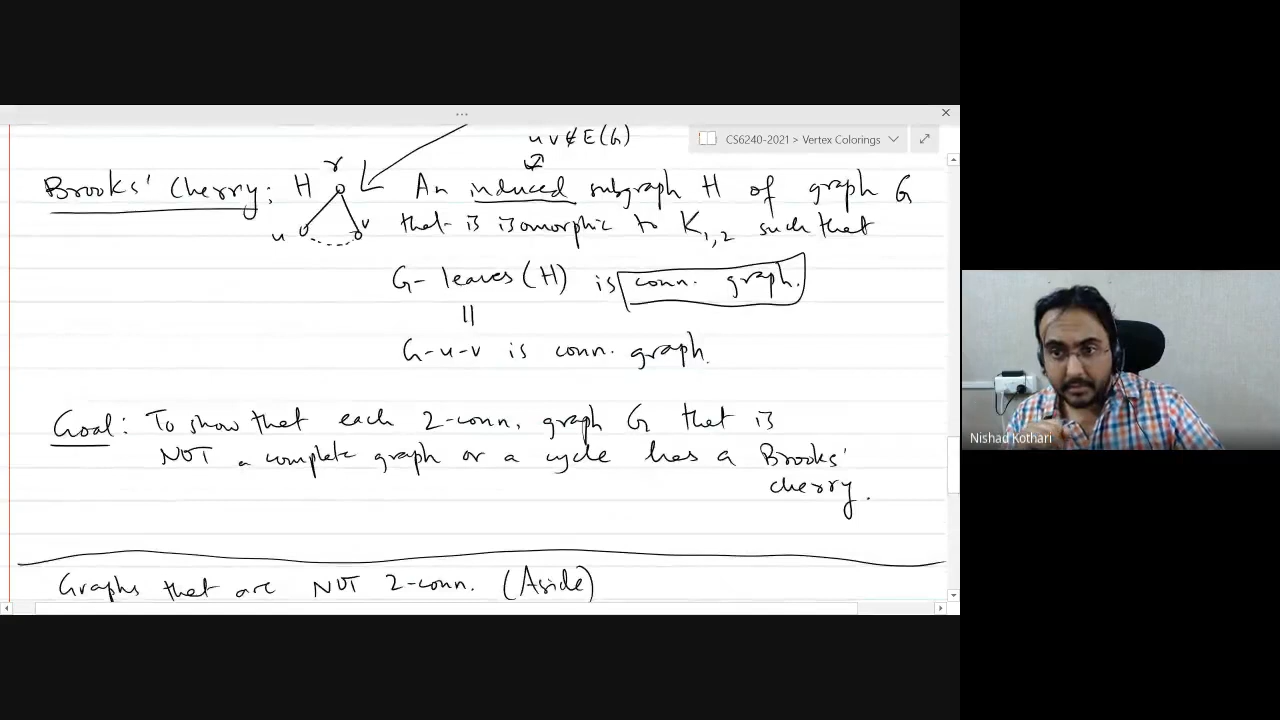 uv∉E(G)
CS6240-2021 > Vertex Colorings
Brooks' Cherry: H r u v An induced subgraph H of graph G
that is isomorphic to K1,2 such that
G- leaves(H) is conn. graph.
||
G-u-v is conn. graph.
Goal: To show that each 2-conn. graph G that is
NOT a complete graph or a cycle has a Brooks'
cherry.
Graphs that are NOT 2-conn. (Aside)
Nishad Kothari